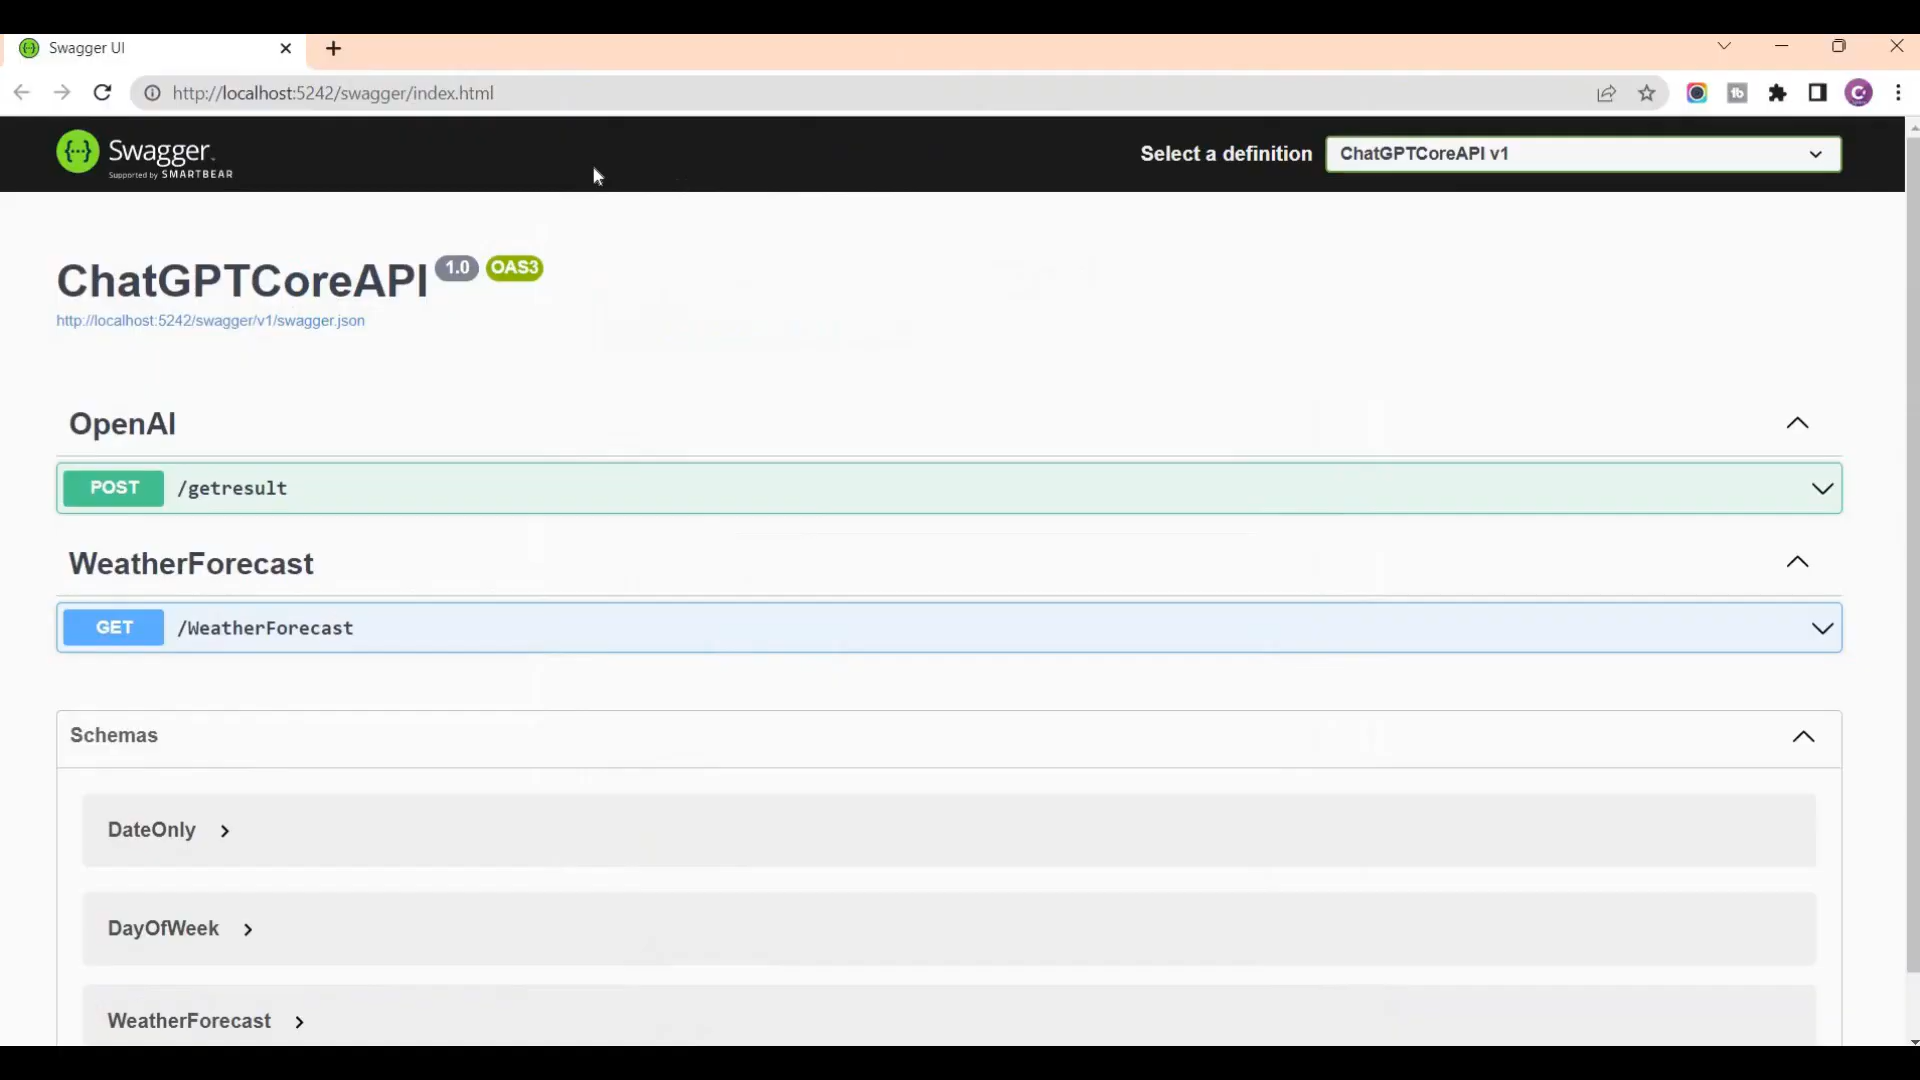 Swagger UI
http://localhost:5242/swagger/index.html
Swagger
Supported by SMARTBEAR
Select a definition
ChatGPTCoreAPI v1
ChatGPTCoreAPI 1.0 OAS3
http://localhost:5242/swagger/v1/swagger.json
OpenAI
POST /getresult
WeatherForecast
GET /WeatherForecast
Schemas
DateOnly
DayOfWeek
WeatherForecast